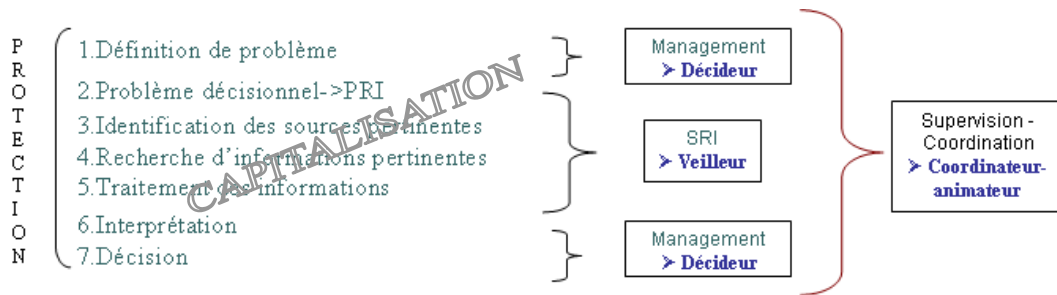 PROTECTION
1.Définition de problème
2.Problème décisionnel->PRI
3.Identification des sources pertinentes
4.Recherche d'informations pertinentes
5.Traitement des informations
6.Interprétation
7.Décision
CAPITALISATION
Management
➢ Décideur
SRI
➢ Veilleur
Management
➢ Décideur
Supervision -
Coordination
➢ Coordinateur-
animateur